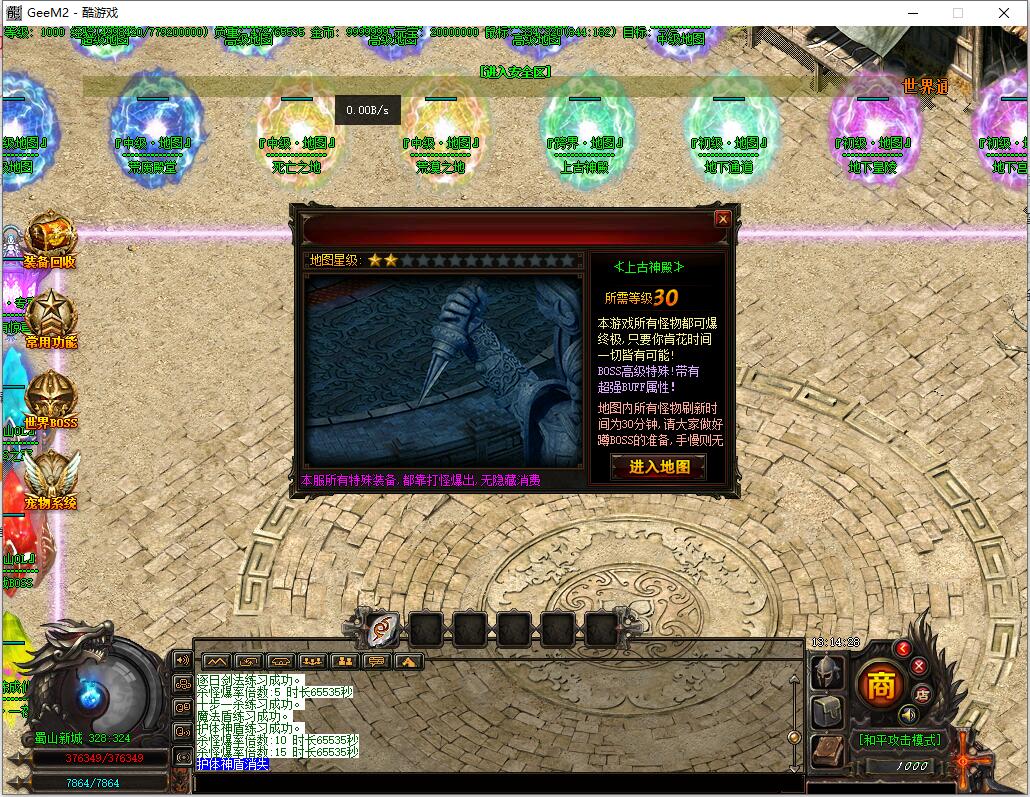 GeeM2 - 酷游戏
等级: 1000
[进入安全区]
世界通
0.00B/s
级·地图』
『中级·地图』
『中级·地图』
『中级·地图』
『跨界·地图』
『初级·地图』
『初级·地图』
『初级·
荒废殿堂
死亡之地
荒漠之地
上古神殿
地下通道
地下皇陵
地下宫
装备回收
常用功能
世界BOSS
宠物系统
地图星级:
<上古神殿>
所需等级30
本游戏所有怪物都可爆
终极,只要你肯花时间
一切皆有可能!
BOSS高级特殊!带有
超强BUFF属性!
地图内所有怪物刷新时
间为30分钟,请大家做好
蹲BOSS的准备,手慢则无
进入地图
本服所有特殊装备.都靠打怪爆出,无隐藏消费
逐日剑法练习成功。
杀怪爆率倍数:5 时长65535秒
十步一杀练习成功。
魔法盾练习成功。
护体神盾练习成功。
杀怪爆率倍数:10 时长65535秒
杀怪爆率倍数:15 时长65535秒
护体神盾消失
蜀山新城 328:324
376349/376349
7864/7864
13:14:28
商
店
[和平攻击模式]
1000